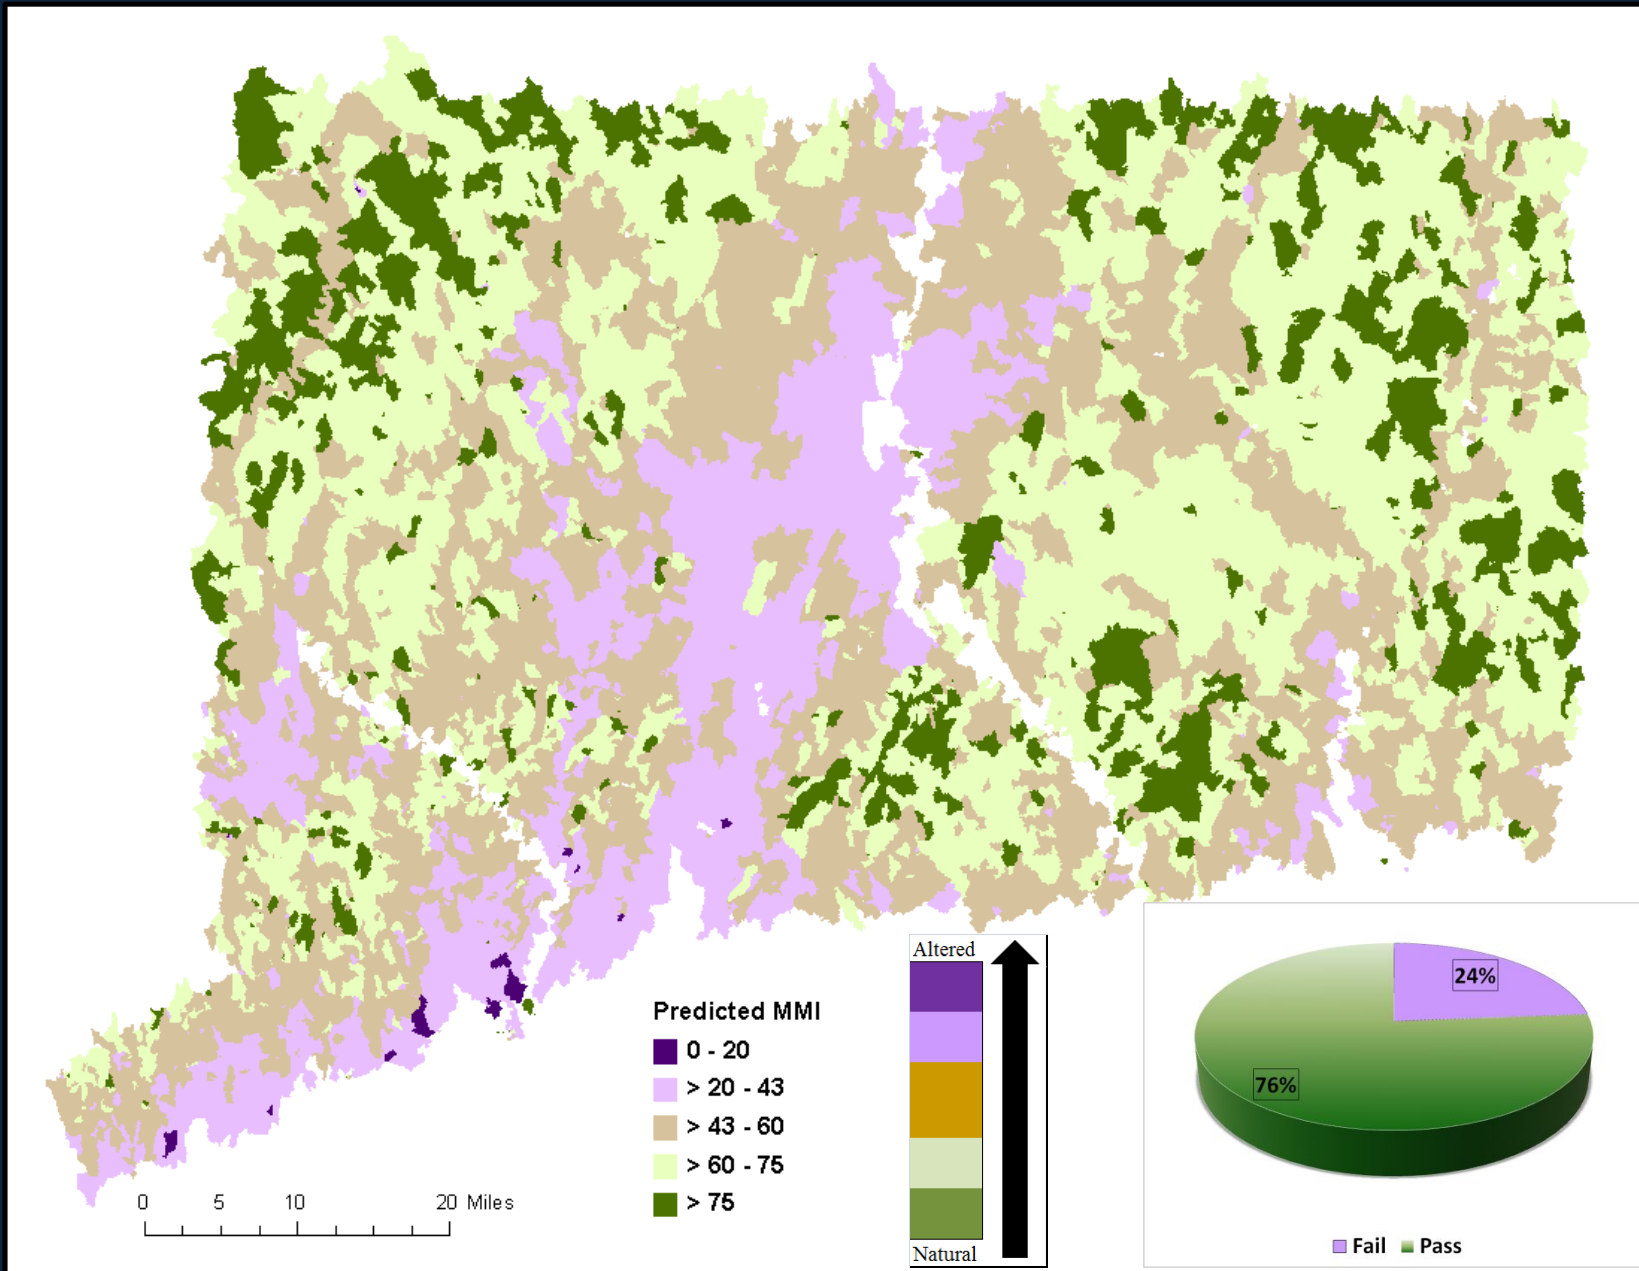 Predicted MMI
0 - 20
> 20 - 43
> 43 - 60
> 60 - 75
> 75
0 5 10 20 Miles
Altered
Natural
24%
76%
Fail Pass